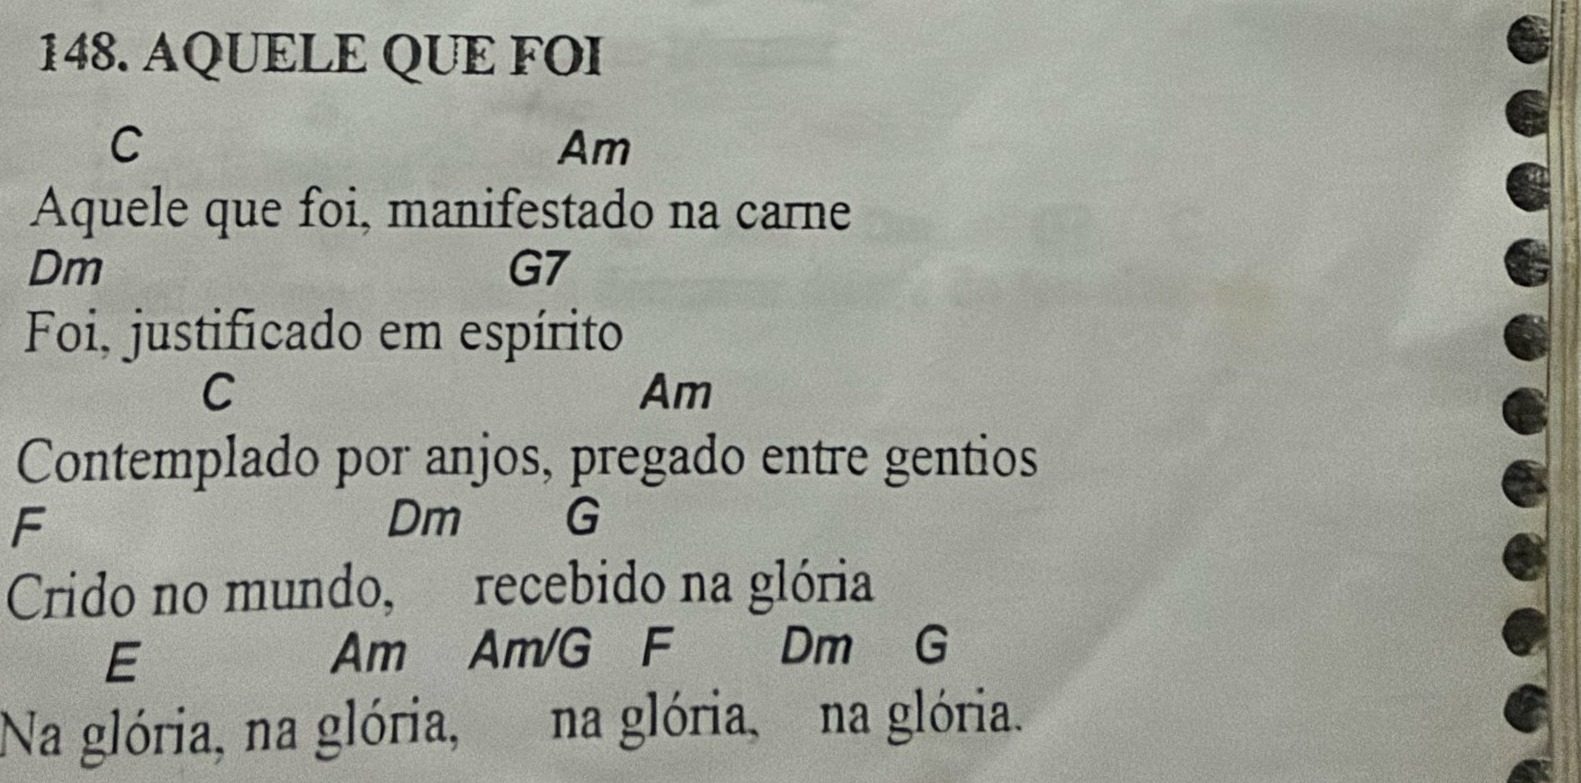 148. AQUELE QUE FOI
C Am
Aquele que foi, manifestado na carne
Dm G7
Foi, justificado em espírito
C Am
Contemplado por anjos, pregado entre gentios
F Dm G
Crido no mundo, recebido na glória
E Am Am/G F Dm G
Na glória, na glória, na glória, na glória.